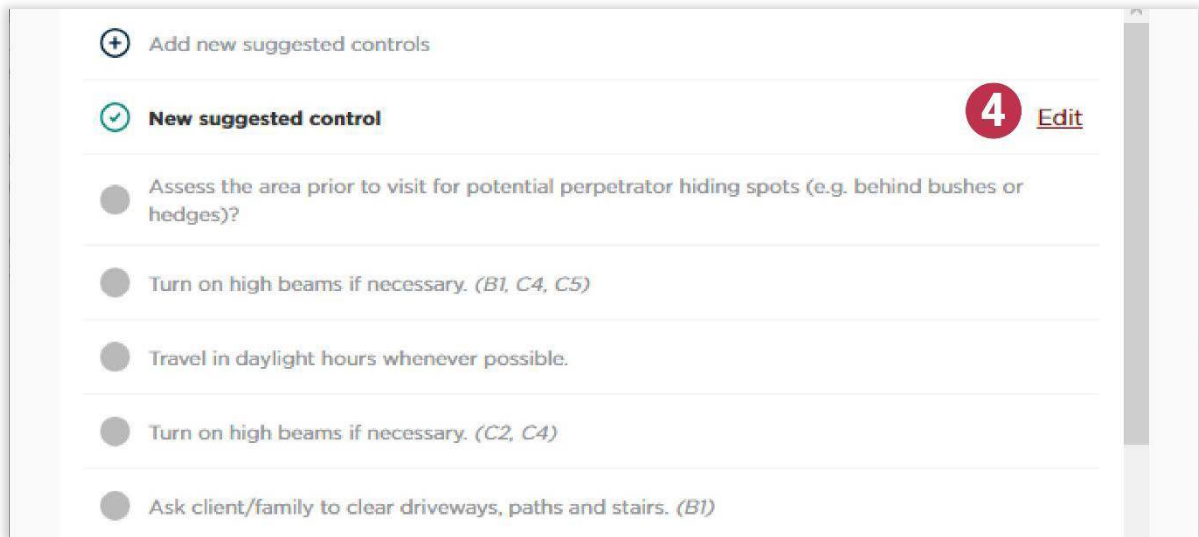 Add new suggested controls
New suggested control
4 Edit
Assess the area prior to visit for potential perpetrator hiding spots (e.g. behind bushes or
hedges)?
Turn on high beams if necessary. (B1, C4, C5)
Travel in daylight hours whenever possible.
Turn on high beams if necessary. (C2, C4)
Ask client/family to clear driveways, paths and stairs. (B1)